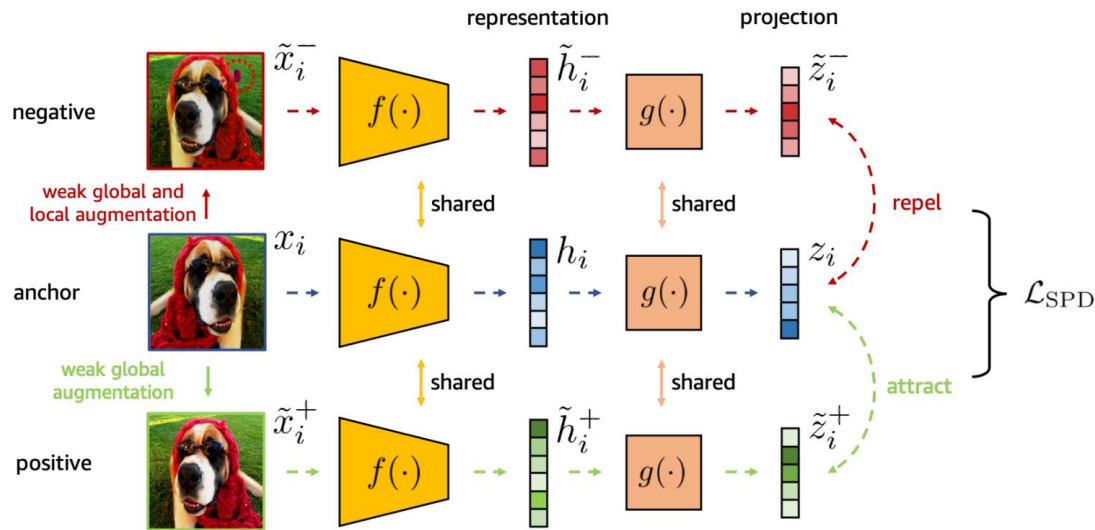 representation projection
x̃ᵢ⁻ h̃ᵢ⁻ z̃ᵢ⁻
negative f(·) g(·)
weak global and
local augmentation
shared shared repel
xᵢ hᵢ zᵢ
anchor f(·) g(·) ℒ_SPD
weak global
augmentation
shared shared attract
x̃ᵢ⁺ h̃ᵢ⁺ z̃ᵢ⁺
positive f(·) g(·)